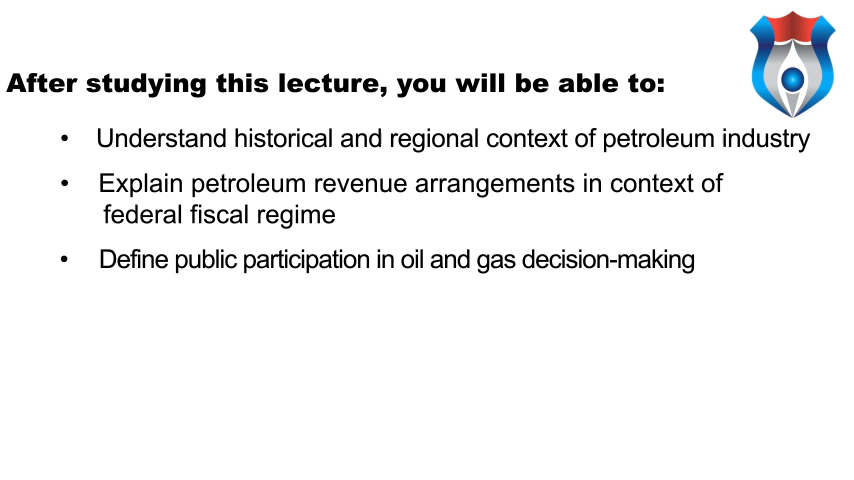 After studying this lecture, you will be able to:
• Understand historical and regional context of petroleum industry
• Explain petroleum revenue arrangements in context of
federal fiscal regime
• Define public participation in oil and gas decision-making